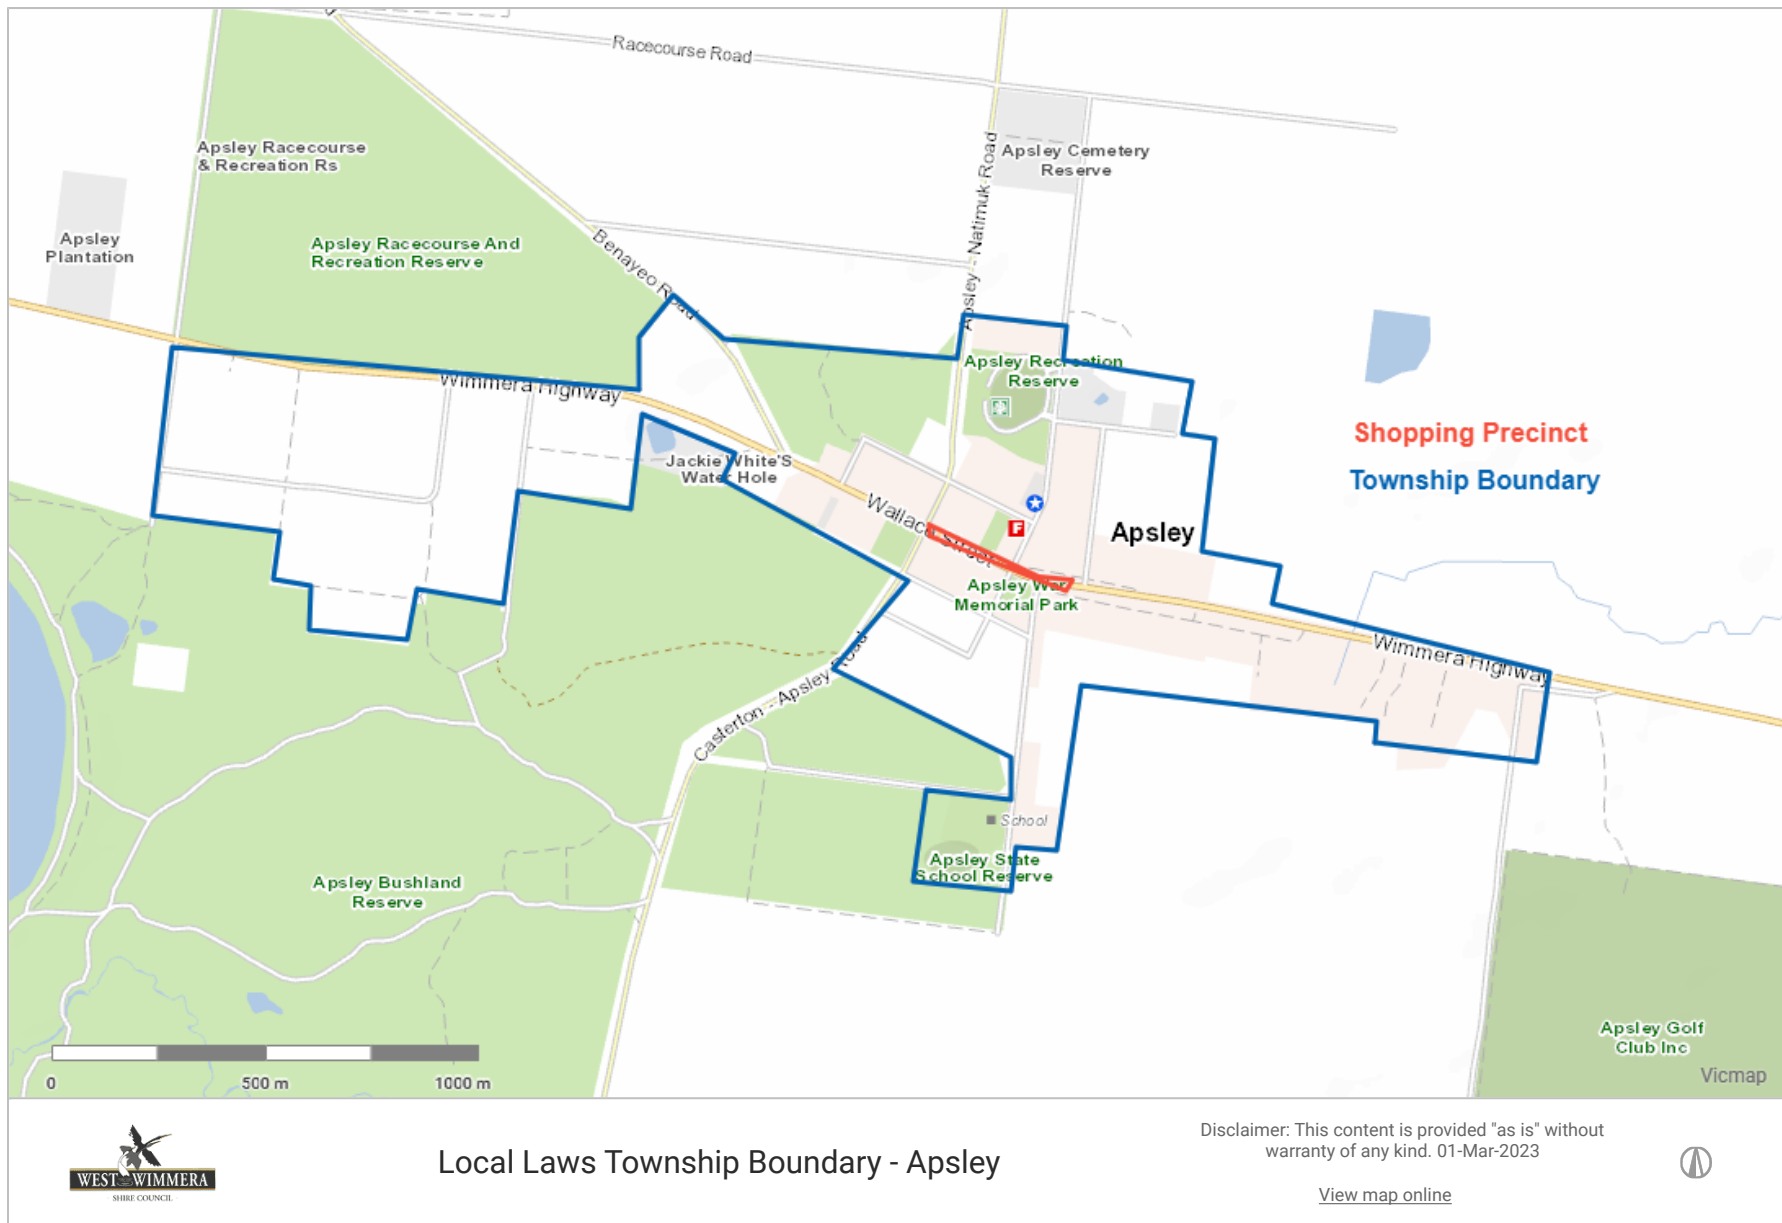 Racecourse Road
Apsley Racecourse
& Recreation Rs
Apsley Cemetery
Reserve
Apsley - Natimuk Road
Apsley
Plantation
Apsley Racecourse And
Recreation Reserve
Benayeo Road
Apsley Recreation
Reserve
Wimmera Highway
Shopping Precinct
Township Boundary
Jackie White'S
Water Hole
Wallace Street
F
Apsley
Apsley War
Memorial Park
Wimmera Highway
Casterton - Apsley Road
School
Apsley State
School Reserve
Apsley Bushland
Reserve
Apsley Golf
Club Inc
Vicmap
0 500 m 1000 m
WEST WIMMERA
SHIRE COUNCIL
Local Laws Township Boundary - Apsley
Disclaimer: This content is provided "as is" without
warranty of any kind. 01-Mar-2023
View map online